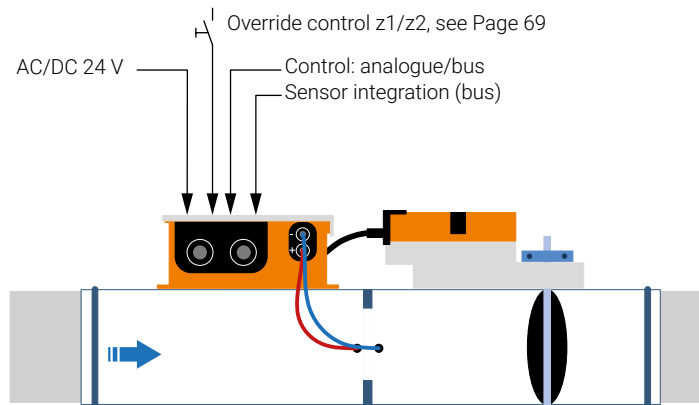 Override control z1/z2, see Page 69
AC/DC 24 V
Control: analogue/bus
Sensor integration (bus)
-
+